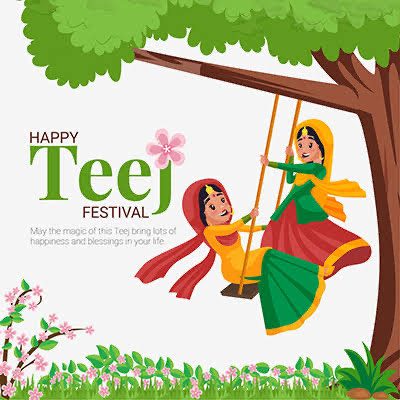 HAPPY
Teej
FESTIVAL
May the magic of this Teej bring lots of
happiness and blessings in your life.